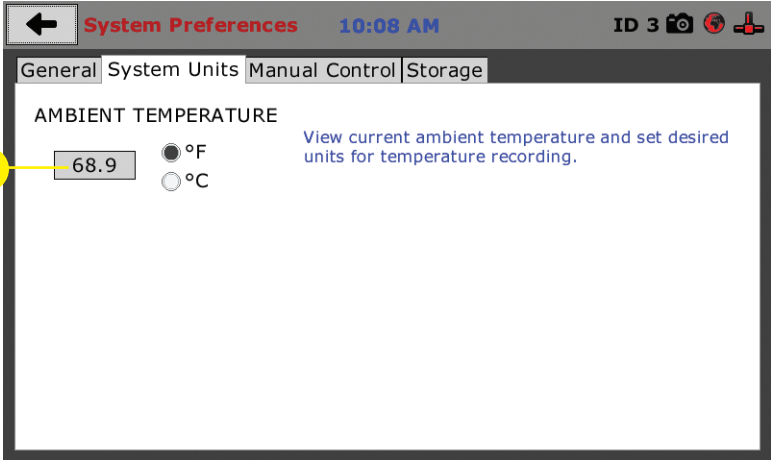 System Preferences 10:08 AM ID 3
General System Units Manual Control Storage
AMBIENT TEMPERATURE
View current ambient temperature and set desired
units for temperature recording.
68.9
°F
°C